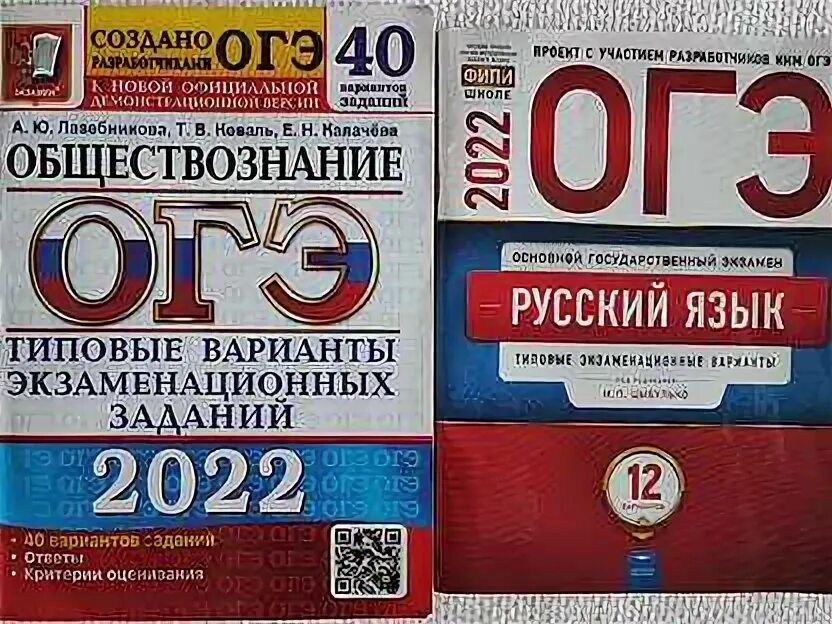 СОЗДАНО
РАЗРАБОТЧИКАМИ
ОГЭ
К НОВОЙ ОФИЦИАЛЬНОЙ
ДЕМОНСТРАЦИОННОЙ ВЕРСИИ
40
вариантов
заданий
А. Ю. Лазебникова, Т. В. Коваль, Е. Н. Калачёва
ОБЩЕСТВОЗНАНИЕ
ОГЭ
ТИПОВЫЕ ВАРИАНТЫ
ЭКЗАМЕНАЦИОННЫХ
ЗАДАНИЙ
2022
• 40 вариантов заданий
• Ответы
• Критерии оценивания
ПРОЕКТ С УЧАСТИЕМ РАЗРАБОТЧИКОВ КИМ ОГЭ
ФИПИ
ШКОЛЕ
2022
ОГЭ
ОСНОВНОЙ ГОСУДАРСТВЕННЫЙ ЭКЗАМЕН
РУССКИЙ ЯЗЫК
ТИПОВЫЕ ЭКЗАМЕНАЦИОННЫЕ ВАРИАНТЫ
12